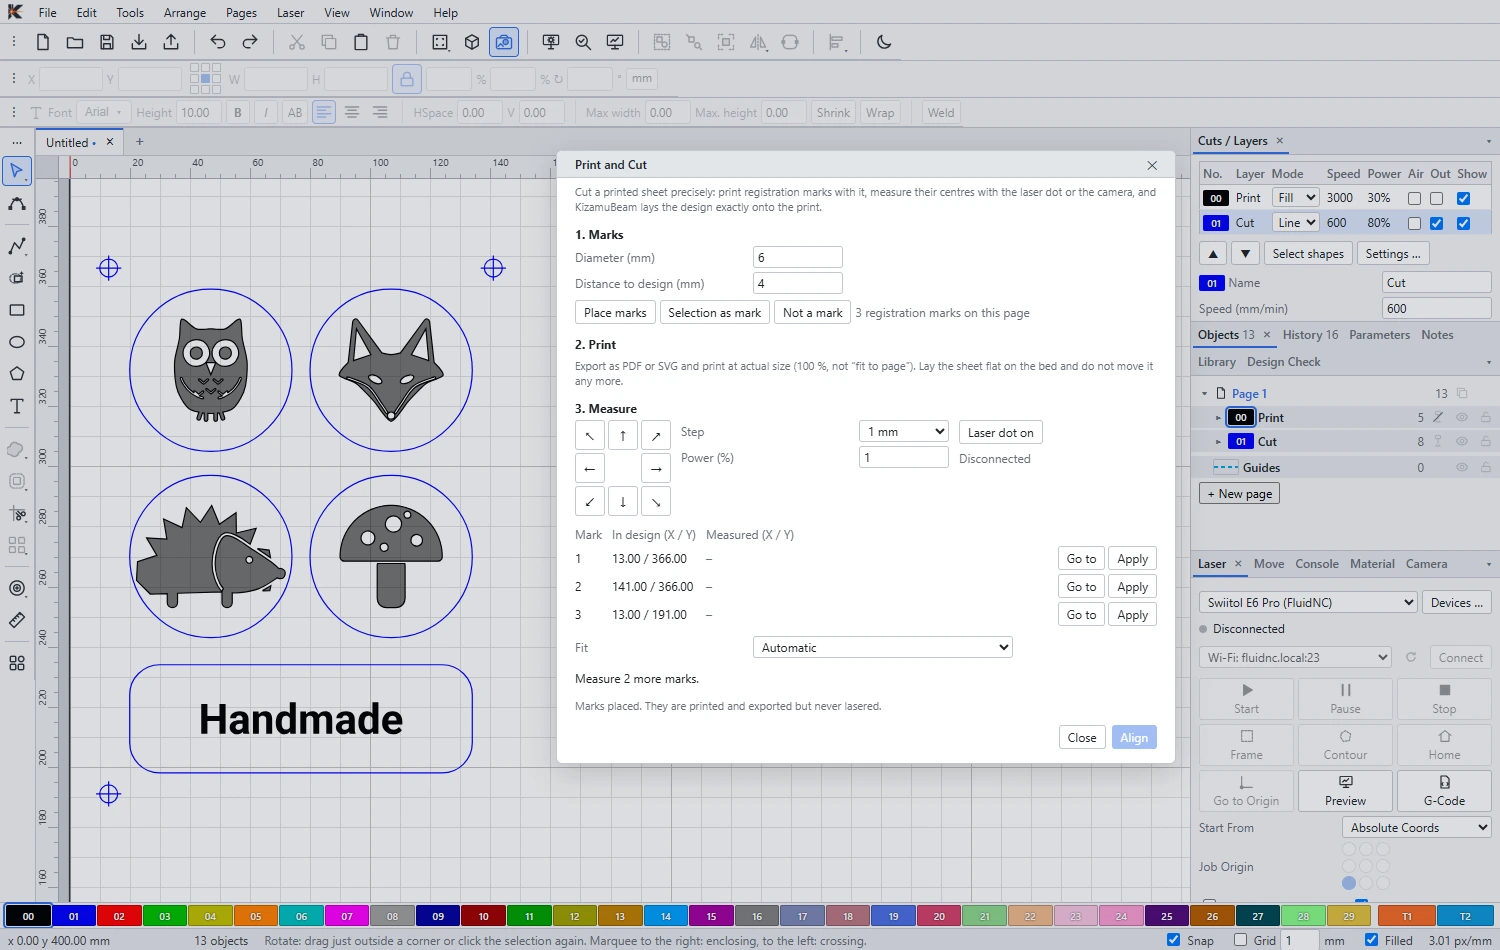 File Edit Tools Arrange Pages Laser View Window Help
X Y W H % % ° mm
Font Arial Height 10.00 B I AB HSpace 0.00 V 0.00 Max width 0.00 Max. height 0.00 Shrink Wrap Weld
Untitled • × +
0 20 40 60 80 100 120 140
380
360
340
320
300
280
260
240
220
200
180
160
Handmade
Print and Cut
Cut a printed sheet precisely: print registration marks with it, measure their centres with the laser dot or the camera, and
KizamuBeam lays the design exactly onto the print.
1. Marks
Diameter (mm) 6
Distance to design (mm) 4
Place marks Selection as mark Not a mark 3 registration marks on this page
2. Print
Export as PDF or SVG and print at actual size (100 %, not “fit to page”). Lay the sheet flat on the bed and do not move it
any more.
3. Measure
↖ ↑ ↗ Step 1 mm Laser dot on
← → Power (%) 1 Disconnected
↙ ↓ ↘
Mark In design (X / Y) Measured (X / Y)
1 13.00 / 366.00 – Go to Apply
2 141.00 / 366.00 – Go to Apply
3 13.00 / 191.00 – Go to Apply
Fit Automatic
Measure 2 more marks.
Marks placed. They are printed and exported but never lasered.
Close Align
Cuts / Layers ×
No. Layer Mode Speed Power Air Out Show
00 Print Fill 3000 30%
01 Cut Line 600 80%
▲ ▼ Select shapes Settings ...
01 Name Cut
Speed (mm/min) 600
Objects 13 × History 16 Parameters Notes
Library Design Check
Page 1 13
00 Print 5
01 Cut 8
Guides 0
+ New page
Laser × Move Console Material Camera
Swiitol E6 Pro (FluidNC) Devices ...
Disconnected
Wi-Fi: fluidnc.local:23 Connect
Start Pause Stop
Frame Contour Home
Go to Origin Preview G-Code
Start From Absolute Coords
Job Origin
00 01 02 03 04 05 06 07 08 09 10 11 12 13 14 15 16 17 18 19 20 21 22 23 24 25 26 27 28 29 T1 T2
x 0.00 y 400.00 mm 13 objects Rotate: drag just outside a corner or click the selection again. Marquee to the right: enclosing, to the left: crossing. Snap Grid 1 mm Filled 3.01 px/mm